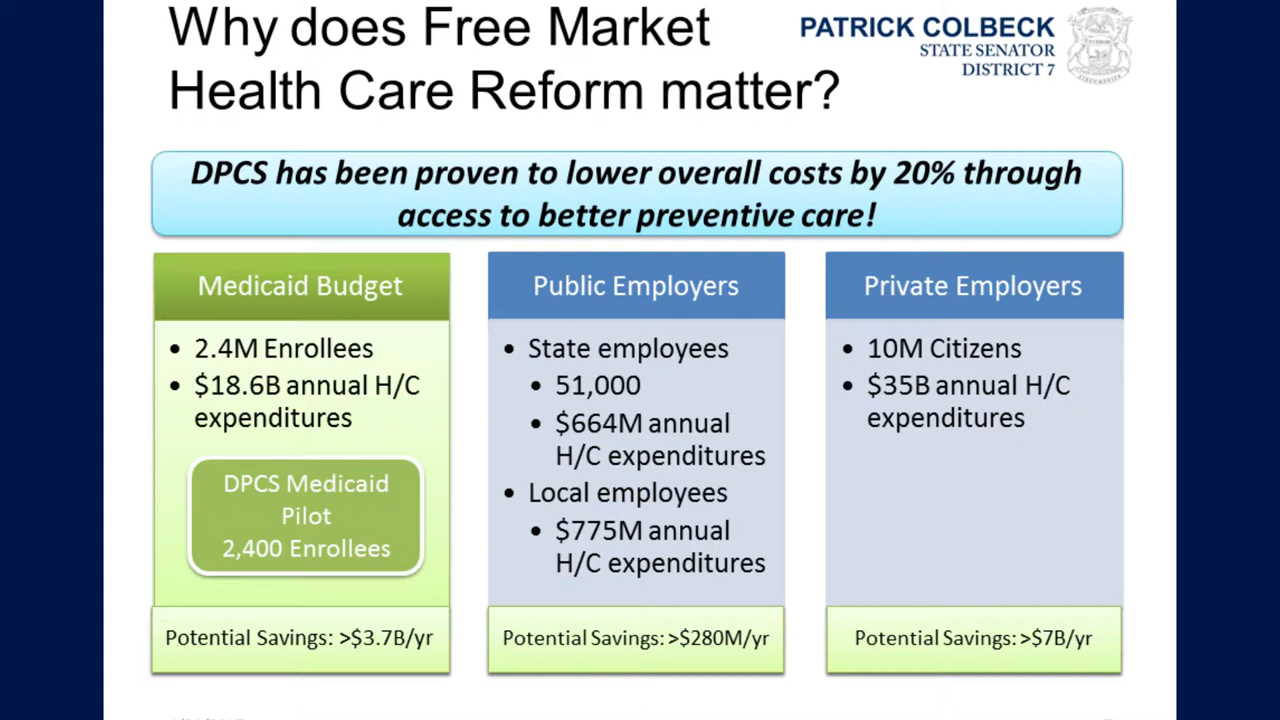 Why does Free Market
Health Care Reform matter?
PATRICK COLBECK
STATE SENATOR
DISTRICT 7
DPCS has been proven to lower overall costs by 20% through
access to better preventive care!
Medicaid Budget
• 2.4M Enrollees
• $18.6B annual H/C
expenditures
DPCS Medicaid
Pilot
2,400 Enrollees
Potential Savings: >$3.7B/yr
Public Employers
• State employees
• 51,000
• $664M annual
H/C expenditures
• Local employees
• $775M annual
H/C expenditures
Potential Savings: >$280M/yr
Private Employers
• 10M Citizens
• $35B annual H/C
expenditures
Potential Savings: >$7B/yr